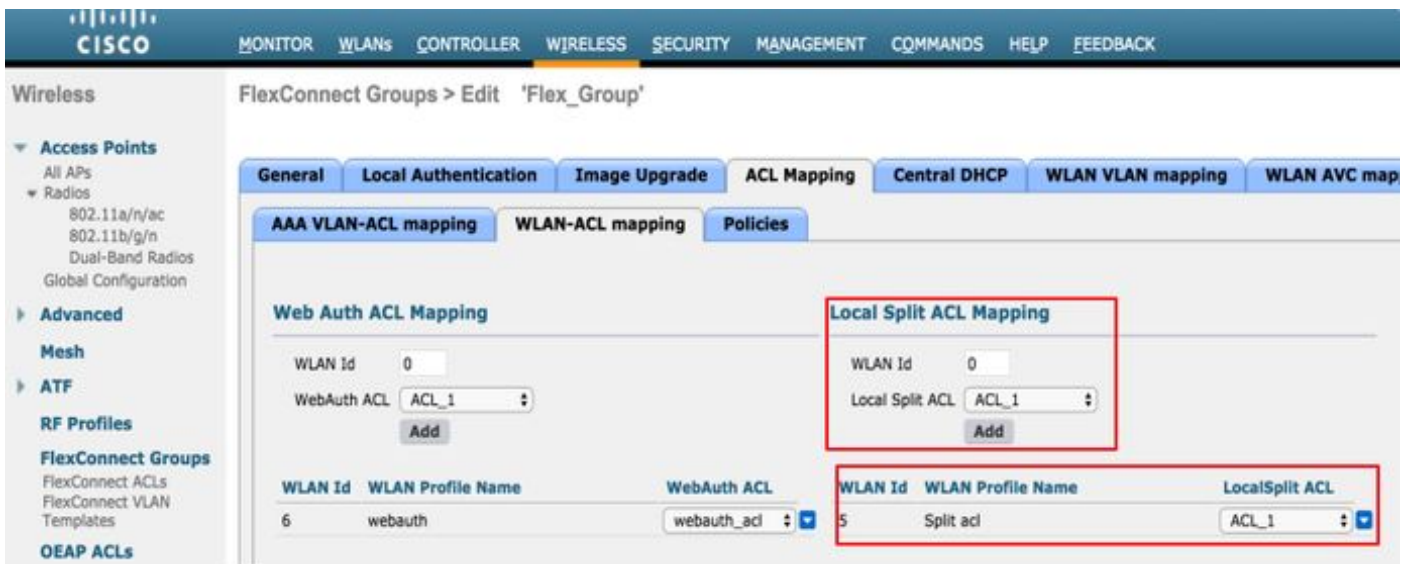 CISCO
MONITOR WLANs CONTROLLER WIRELESS SECURITY MANAGEMENT COMMANDS HELP FEEDBACK
Wireless
Access Points
All APs
Radios
802.11a/n/ac
802.11b/g/n
Dual-Band Radios
Global Configuration
Advanced
Mesh
ATF
RF Profiles
FlexConnect Groups
FlexConnect ACLs
FlexConnect VLAN
Templates
OEAP ACLs
FlexConnect Groups > Edit 'Flex_Group'
General Local Authentication Image Upgrade ACL Mapping Central DHCP WLAN VLAN mapping WLAN AVC map
AAA VLAN-ACL mapping WLAN-ACL mapping Policies
Web Auth ACL Mapping
WLAN Id 0
WebAuth ACL ACL_1
Add
WLAN Id WLAN Profile Name WebAuth ACL
6 webauth webauth_acl
Local Split ACL Mapping
WLAN Id 0
Local Split ACL ACL_1
Add
WLAN Id WLAN Profile Name LocalSplit ACL
5 Split acl ACL_1